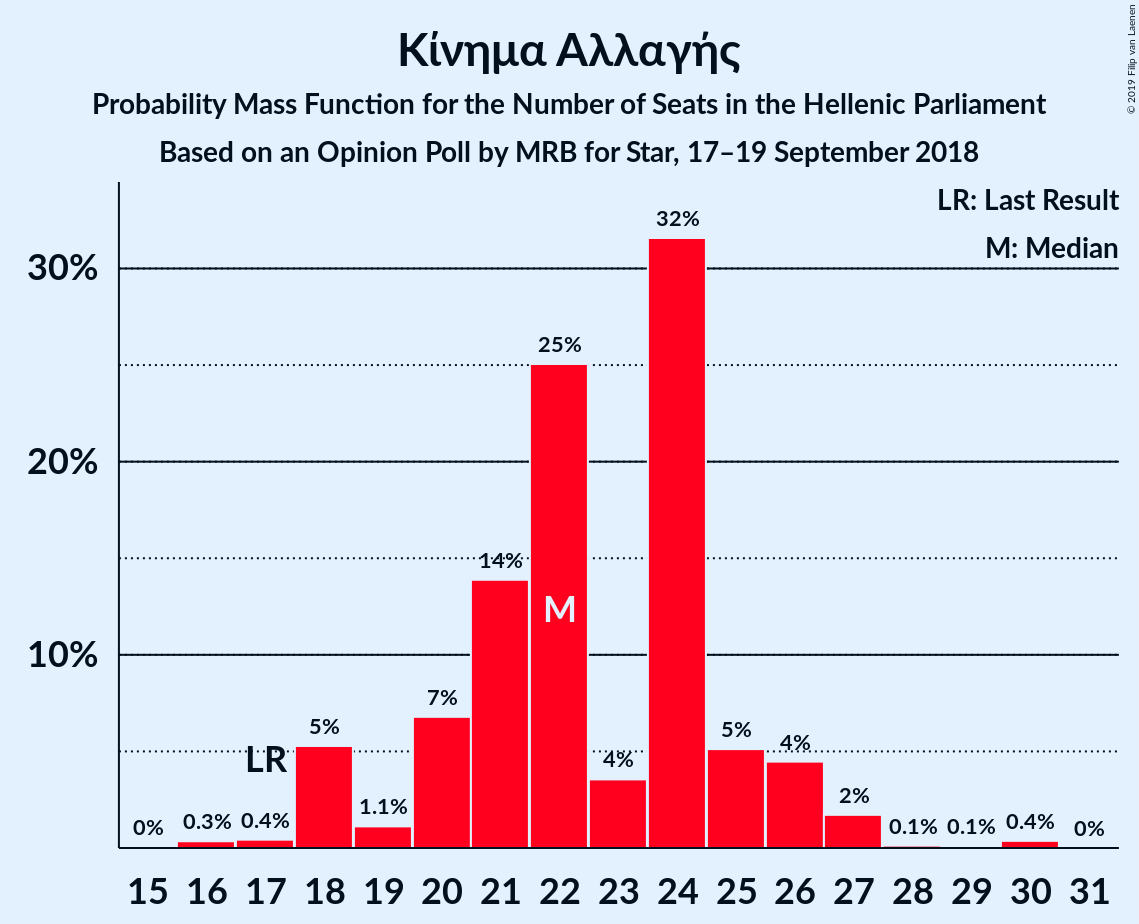 Κίνημα Αλλαγής
Probability Mass Function for the Number of Seats in the Hellenic Parliament
Based on an Opinion Poll by MRB for Star, 17–19 September 2018
© 2019 Filip van Laenen
LR: Last Result
M: Median
30%
20%
10%
0%
0.3%
0.4%
5%
1.1%
7%
14%
25%
4%
32%
5%
4%
2%
0.1%
0.1%
0.4%
0%
LR
M
15 16 17 18 19 20 21 22 23 24 25 26 27 28 29 30 31